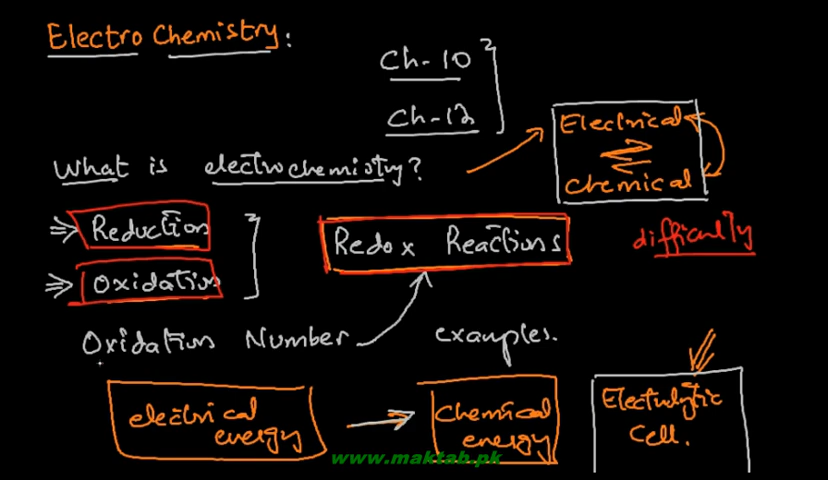 Electro Chemistry:
Ch-10
Ch-12
What is electrochemistry?
Electrical
Chemical
Reduction
Oxidation
Redox Reactions
difficulty
Oxidation Number
examples.
electrical
energy
Chemical
energy
Electrolytic
Cell.
www.maktab.pk